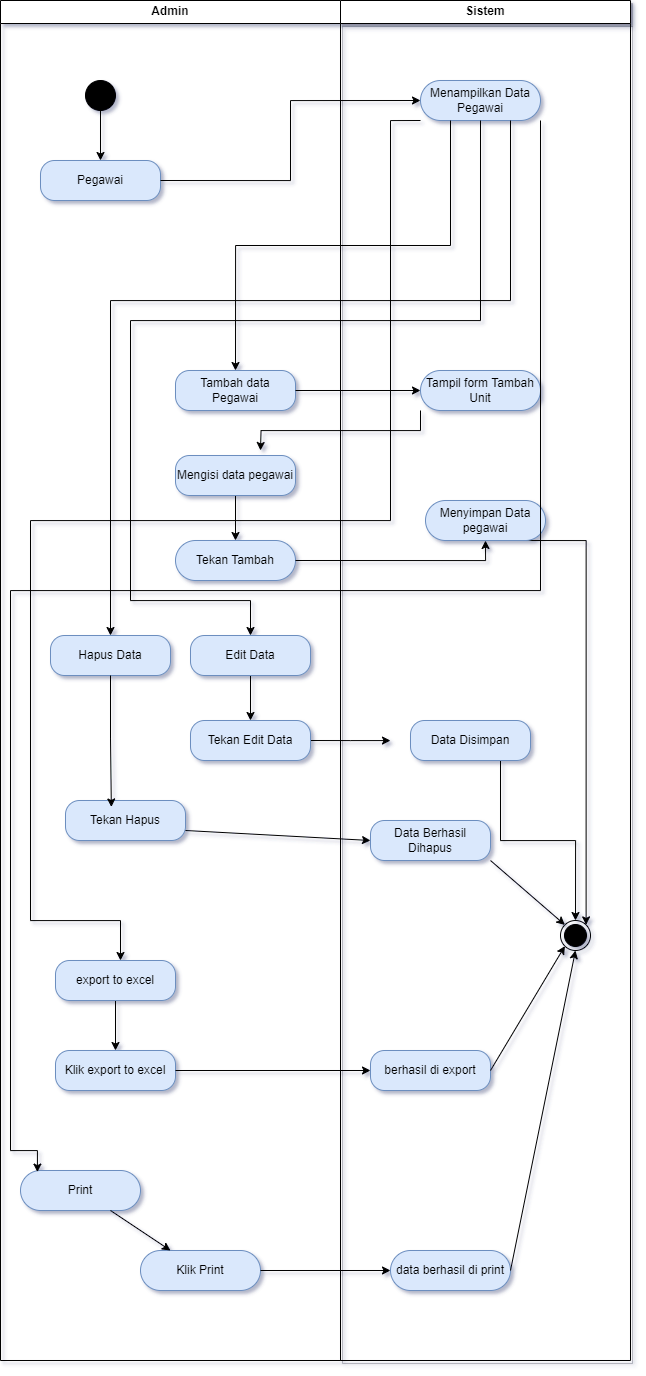 Admin
Sistem
Menampilkan Data
Pegawai
Pegawai
Tambah data
Pegawai
Tampil form Tambah
Unit
Mengisi data pegawai
Menyimpan Data
pegawai
Tekan Tambah
Hapus Data
Edit Data
Tekan Edit Data
Data Disimpan
Tekan Hapus
Data Berhasil
Dihapus
export to excel
Klik export to excel
berhasil di export
Print
Klik Print
data berhasil di print